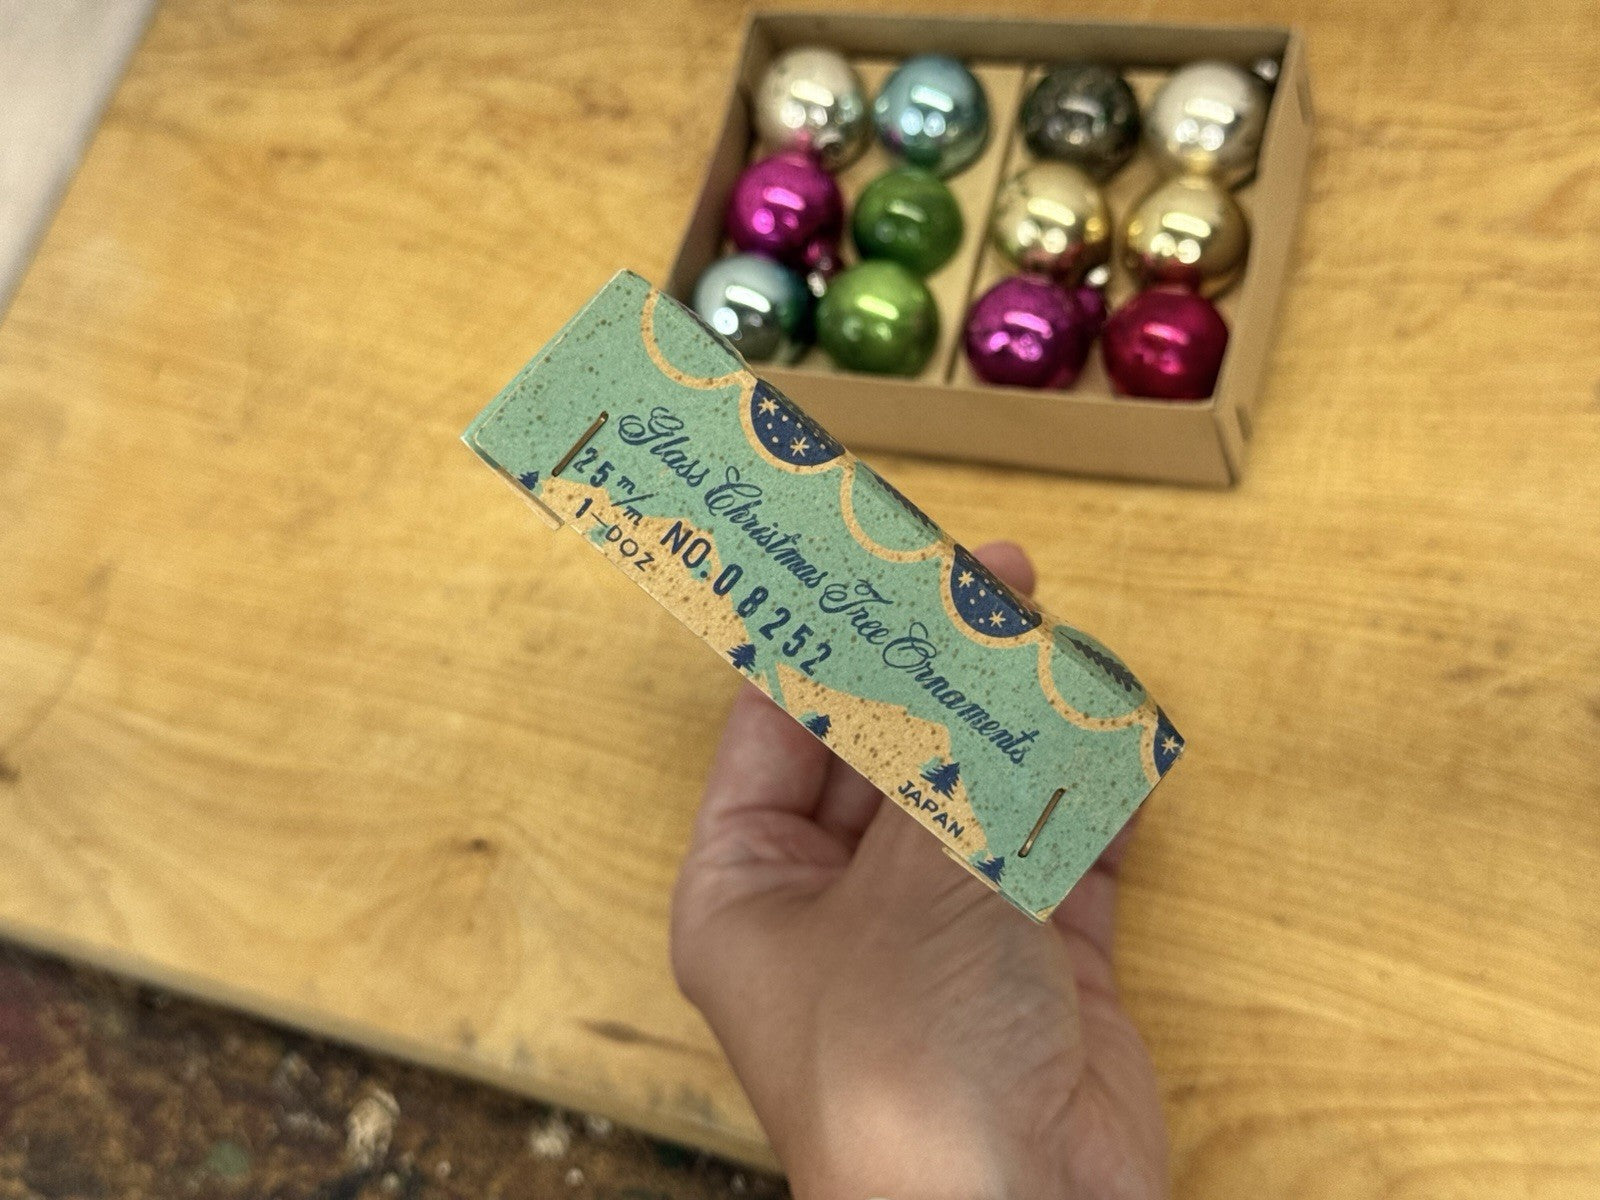 Glass Christmas Tree Ornaments
25 m/m
1-DOZ
NO. 08252
JAPAN